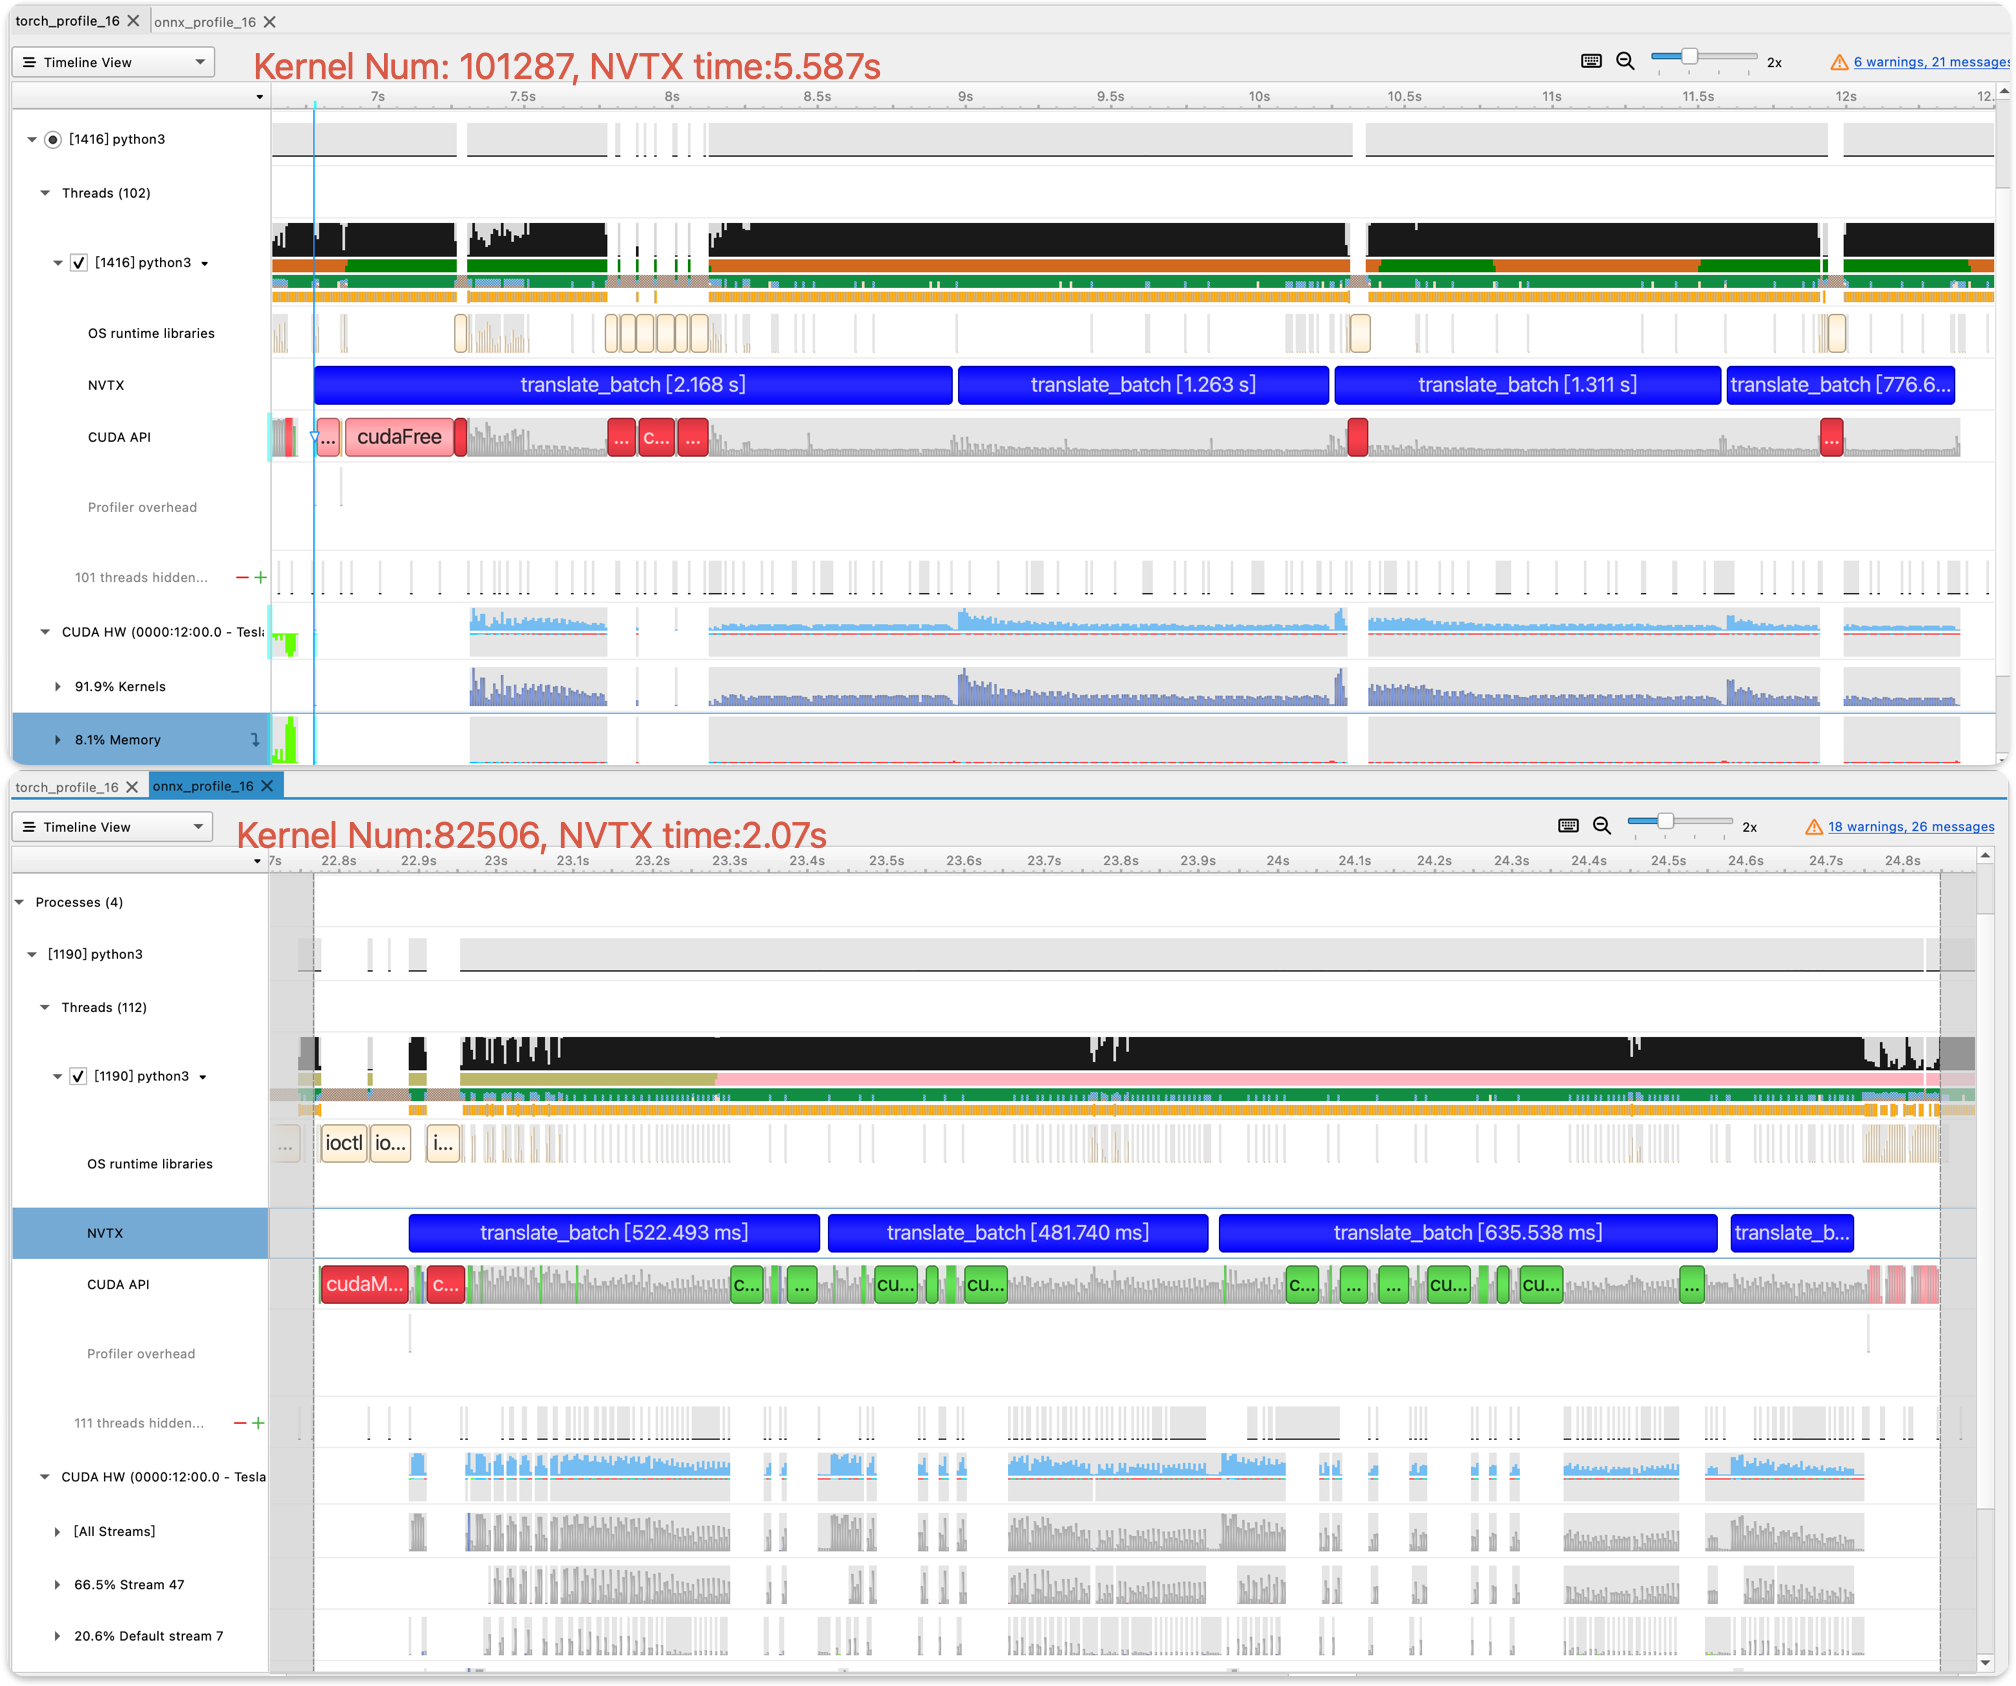 torch_profile_16 onnx_profile_16
Timeline View
Kernel Num: 101287, NVTX time:5.587s
2x
6 warnings, 21 messages
7s 7.5s 8s 8.5s 9s 9.5s 10s 10.5s 11s 11.5s 12s 12.
[1416] python3
Threads (102)
[1416] python3
OS runtime libraries
NVTX
translate_batch [2.168 s] translate_batch [1.263 s] translate_batch [1.311 s] translate_batch [776.6...
CUDA API
... cudaFree ... c... ... ...
Profiler overhead
101 threads hidden...
CUDA HW (0000:12:00.0 - Tesla
91.9% Kernels
8.1% Memory
torch_profile_16 onnx_profile_16
Timeline View
Kernel Num:82506, NVTX time:2.07s
2x
18 warnings, 26 messages
7s 22.8s 22.9s 23s 23.1s 23.2s 23.3s 23.4s 23.5s 23.6s 23.7s 23.8s 23.9s 24s 24.1s 24.2s 24.3s 24.4s 24.5s 24.6s 24.7s 24.8s
Processes (4)
[1190] python3
Threads (112)
[1190] python3
OS runtime libraries
... ioctl io... i...
NVTX
translate_batch [522.493 ms] translate_batch [481.740 ms] translate_batch [635.538 ms] translate_b...
CUDA API
cudaM... c... c... ... cu... cu... c... ... ... cu... cu... ...
Profiler overhead
111 threads hidden...
CUDA HW (0000:12:00.0 - Tesla
[All Streams]
66.5% Stream 47
20.6% Default stream 7